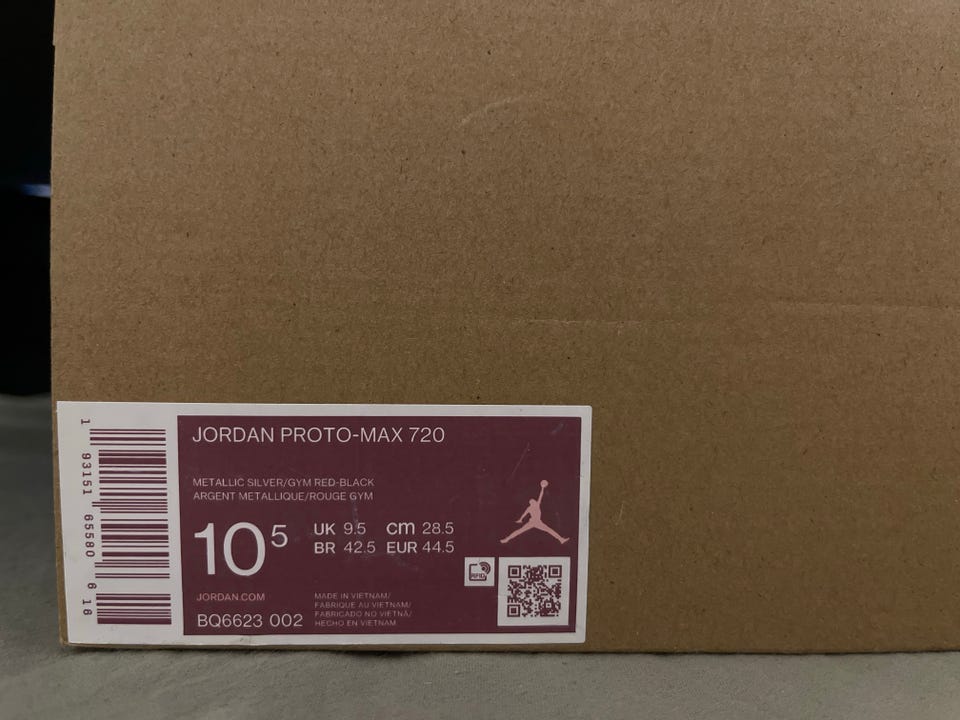 JORDAN PROTO-MAX 720
METALLIC SILVER/GYM RED-BLACK
ARGENT METALLIQUE/ROUGE GYM
10 5
UK 9.5 cm 28.5
BR 42.5 EUR 44.5
RFID
JORDAN.COM
MADE IN VIETNAM/
FABRIQUE AU VIETNAM/
FABRICADO NO VIETNÃ/
HECHO EN VIETNAM
BQ6623 002
1 93151 65580 6 16